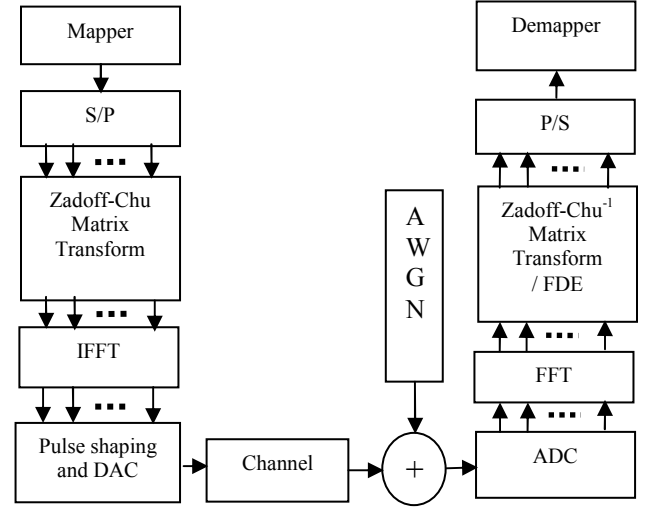 Mapper
S/P
Zadoff-Chu
Matrix
Transform
IFFT
Pulse shaping
and DAC
Channel
A
W
G
N
+
ADC
FFT
Zadoff-Chu⁻¹
Matrix
Transform
/ FDE
P/S
Demapper